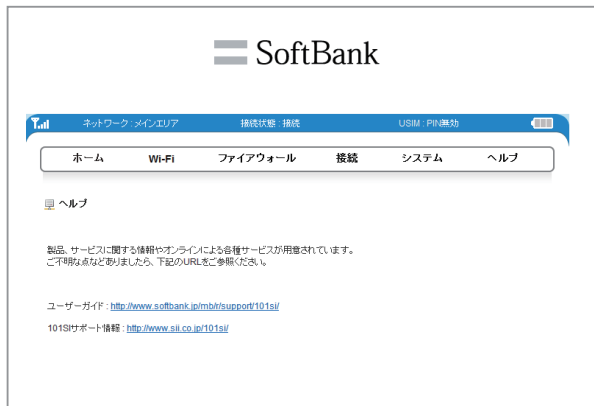 SoftBank
ネットワーク : メインエリア 接続状態 : 接続 USIM : PIN無効
ホーム Wi-Fi ファイアウォール 接続 システム ヘルプ
ヘルプ
製品、サービスに関する情報やオンラインによる各種サービスが用意されています。
ご不明な点などありましたら、下記のURLをご参照ください。
ユーザーガイド : http://www.softbank.jp/mb/r/support/101si/
101SIサポート情報 : http://www.sii.co.jp/101si/